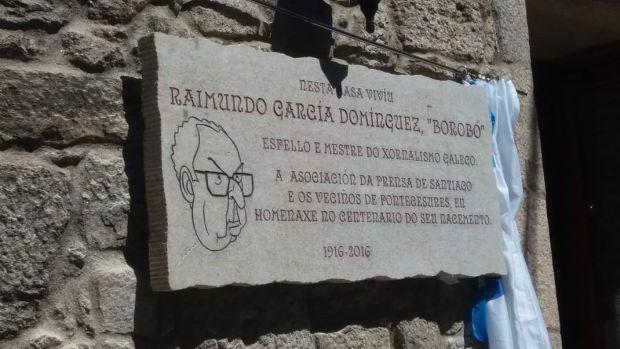 NESTA CASA VIVÍU
RAIMUNDO GARCÍA DOMÍNGUEZ, "BOROBÓ"
ESPELLO E MESTRE DO XORNALISMO GALEGO.
A ASOCIACIÓN DA PRENSA DE SANTIAGO
E OS VECIÑOS DE PONTECESURES, EN
HOMENAXE NO CENTENARIO DO SEU NACEMENTO.
1916-2016